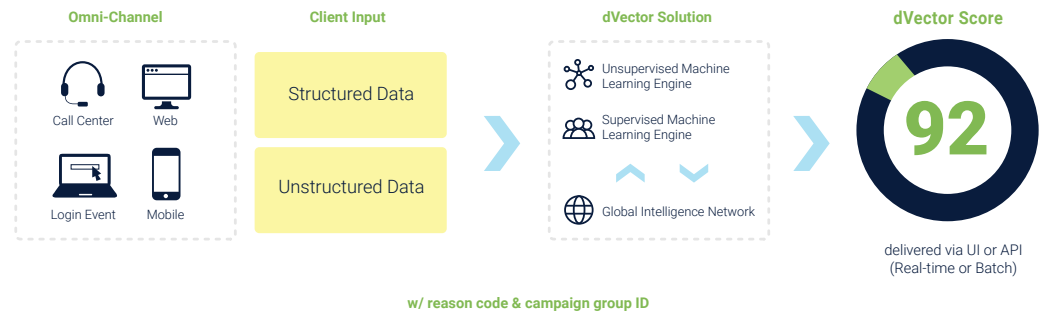 Omni-Channel
Call Center
Web
Login Event
Mobile
Client Input
Structured Data
Unstructured Data
dVector Solution
Unsupervised Machine
Learning Engine
Supervised Machine
Learning Engine
Global Intelligence Network
dVector Score
92
delivered via UI or API
(Real-time or Batch)
w/ reason code & campaign group ID